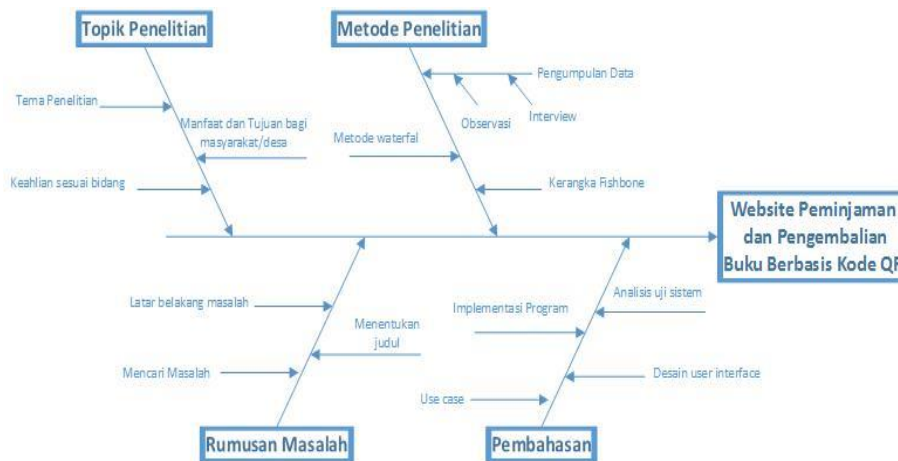 Topik Penelitian
Metode Penelitian
Pengumpulan Data
Tema Penelitian
Observasi
Interview
Manfaat dan Tujuan bagi
masyarakat/desa
Metode waterfal
Keahlian sesuai bidang
Kerangka Fishbone
Website Peminjaman
dan Pengembalian
Buku Berbasis Kode QR
Latar belakang masalah
Implementasi Program
Analisis uji sistem
Menentukan
judul
Mencari Masalah
Desain user interface
Use case
Rumusan Masalah
Pembahasan